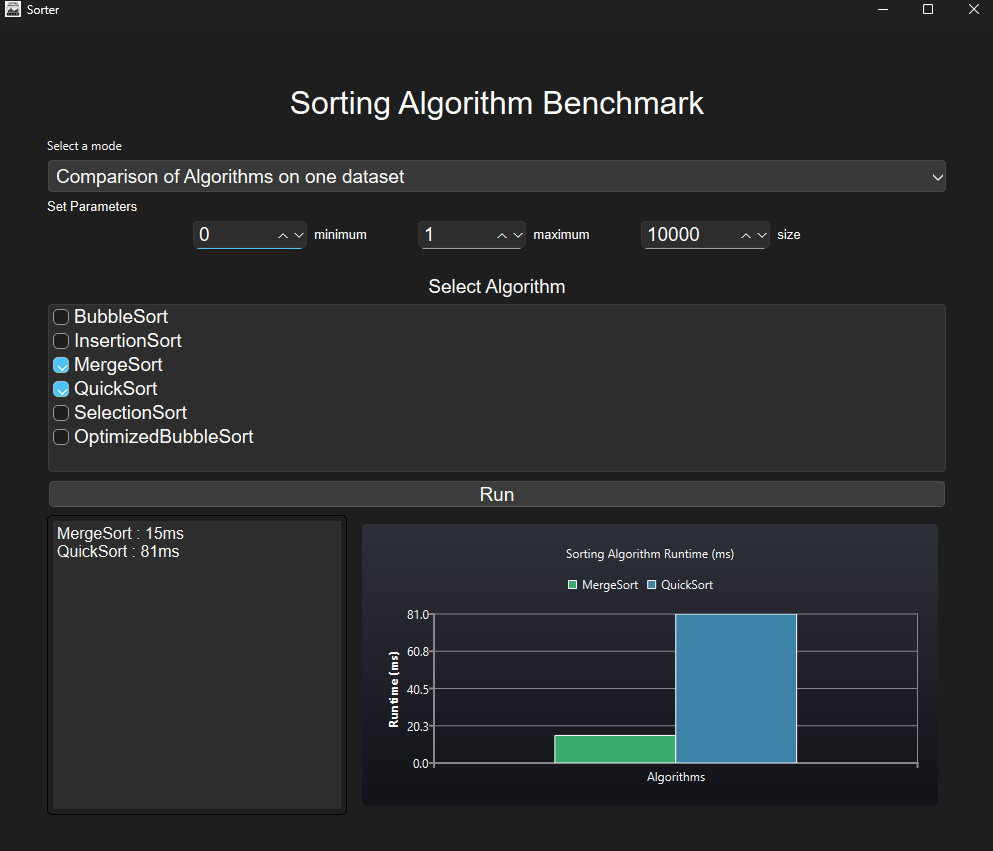 Sorter
Sorting Algorithm Benchmark
Select a mode
Comparison of Algorithms on one dataset
Set Parameters
0 minimum 1 maximum 10000 size
Select Algorithm
BubbleSort
InsertionSort
MergeSort
QuickSort
SelectionSort
OptimizedBubbleSort
Run
MergeSort : 15ms
QuickSort : 81ms
Sorting Algorithm Runtime (ms)
MergeSort QuickSort
81.0
60.8
40.5
20.3
0.0
Runtime (ms)
Algorithms